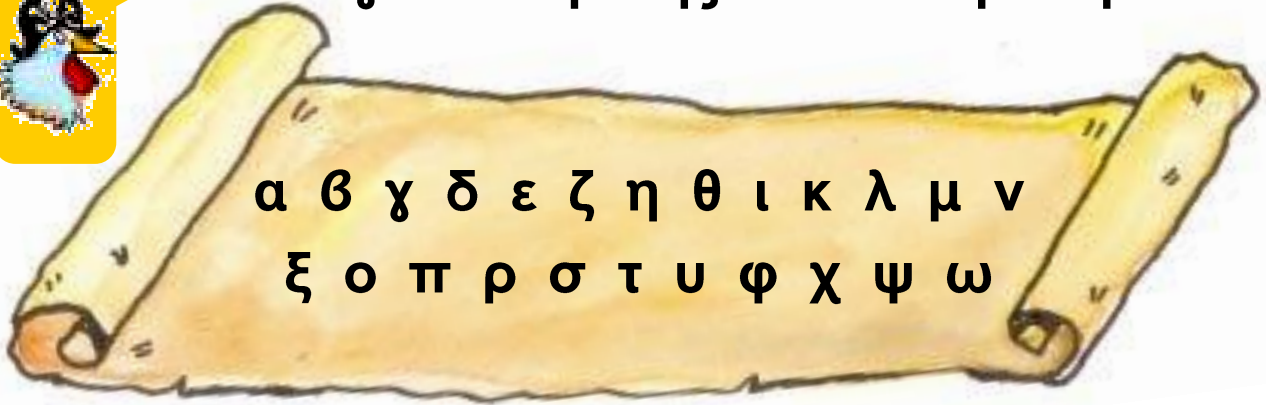 α β γ δ ε ζ η θ ι κ λ μ ν
ξ ο π ρ σ τ υ φ χ ψ ω